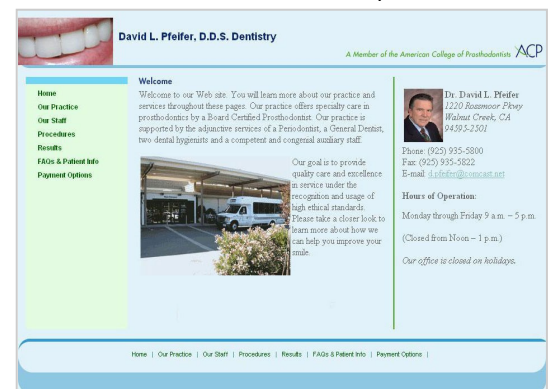 David L. Pfeifer, D.D.S. Dentistry
A Member of the American College of Prosthodontists ACP
Home
Our Practice
Our Staff
Procedures
Results
FAQs & Patient Info
Payment Options
Welcome
Welcome to our Web site. You will learn more about our practice and
services throughout these pages. Our practice offers specialty care in
prosthodontics by a Board Certified Prosthodontist. Our practice is
supported by the adjunctive services of a Periodontist, a General Dentist,
two dental hygienists and a competent and congenial auxiliary staff.
Our goal is to provide
quality care and excellence
in service under the
recognition and usage of
high ethical standards.
Please take a closer look to
learn more about how we
can help you improve your
smile.
Dr. David L. Pfeifer
1220 Rossmoor Pkwy
Walnut Creek, CA
94595-2501
Phone: (925) 935-5800
Fax: (925) 935-5822
E-mail: d.pfeifer@comcast.net
Hours of Operation:
Monday through Friday 9 a.m. – 5 p.m.
(Closed from Noon – 1 p.m.)
Our office is closed on holidays.
Home | Our Practice | Our Staff | Procedures | Results | FAQs & Patient Info | Payment Options |